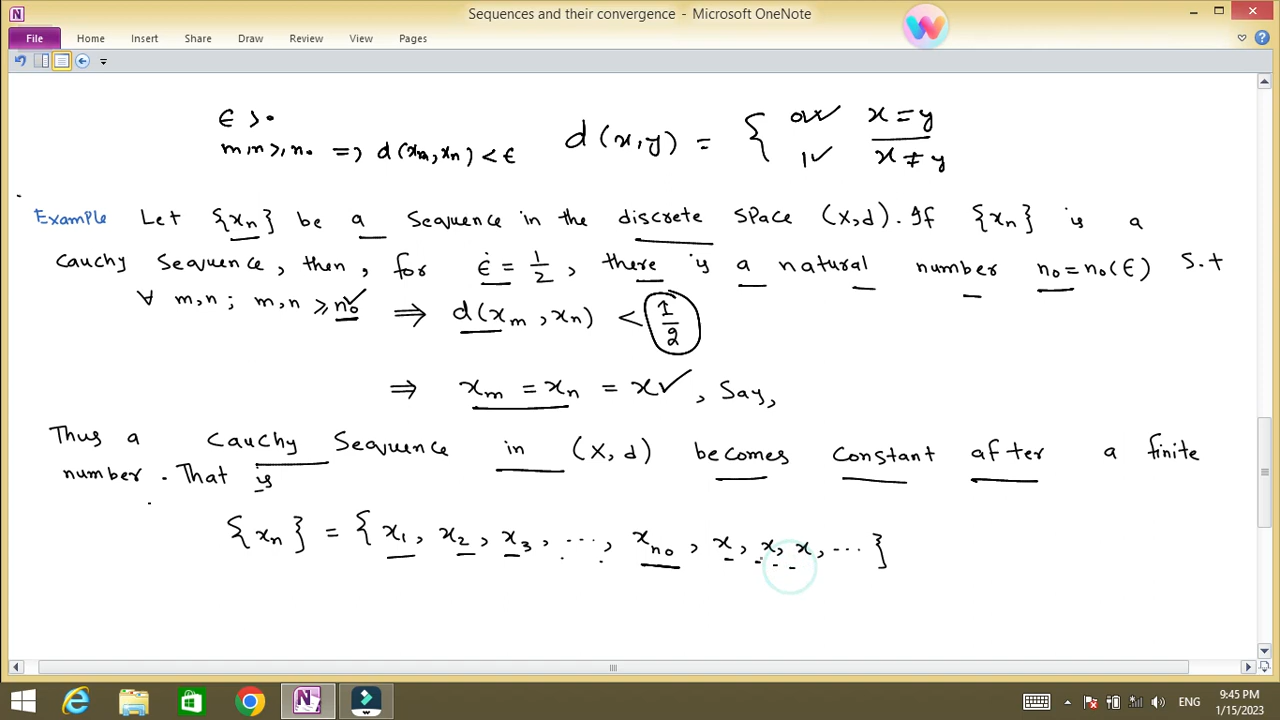 Sequences and their convergence - Microsoft OneNote
File Home Insert Share Draw Review View Pages
∈ >0
m,n ≥ n₀ ⇒ d(xₘ,xₙ) < ∈
d(x,y) = { 0 x = y
1 x ≠ y
Example Let {xₙ} be a sequence in the discrete space (X,d). If {xₙ} is a
Cauchy sequence, then, for ∈ = 1/2, there is a natural number n₀ = n₀(∈) s.t
∀ m,n ; m,n ≥ n₀ ⇒ d(xₘ,xₙ) < 1/2
⇒ xₘ = xₙ = x, Say,
Thus a Cauchy sequence in (X,d) becomes constant after a finite
number. That is
{xₙ} = {x₁, x₂, x₃, ..., xₙ₀, x, x, x, ...}
ENG
9:45 PM
1/15/2023